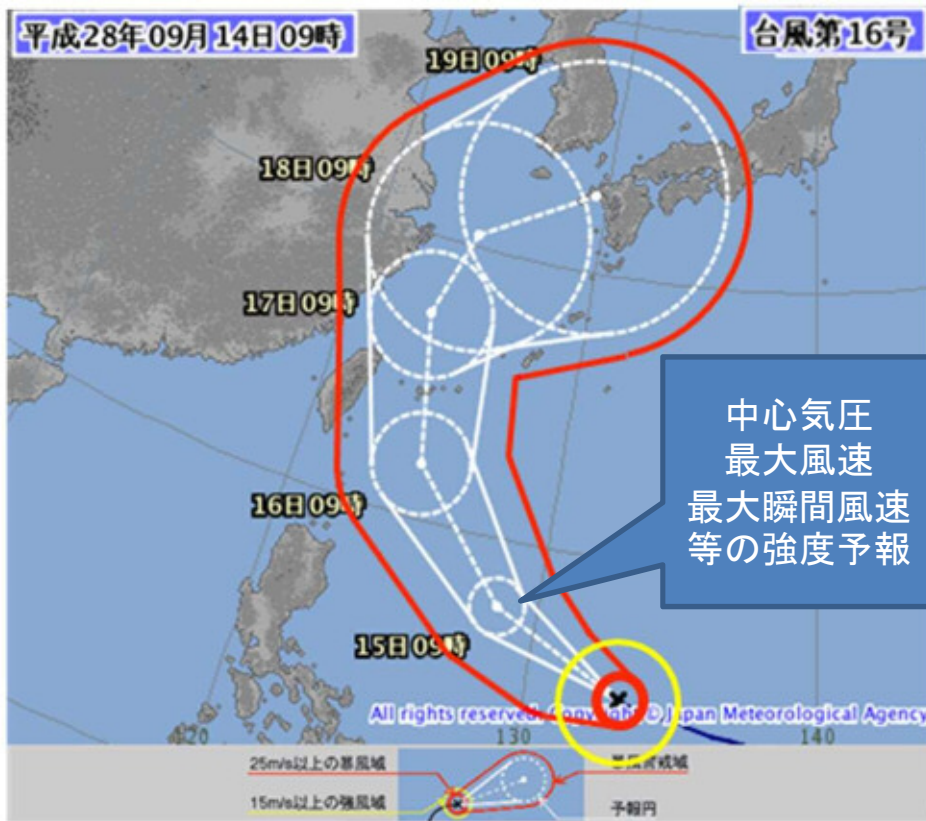 平成28年09月14日09時
台風第16号
19日09時
18日09時
17日09時
中心気圧
最大風速
最大瞬間風速
等の強度予報
16日09時
15日09時
All rights reserved. Copyright © Japan Meteorological Agency
120
130
140
25m/s以上の暴風域
暴風警戒域
15m/s以上の強風域
予報円